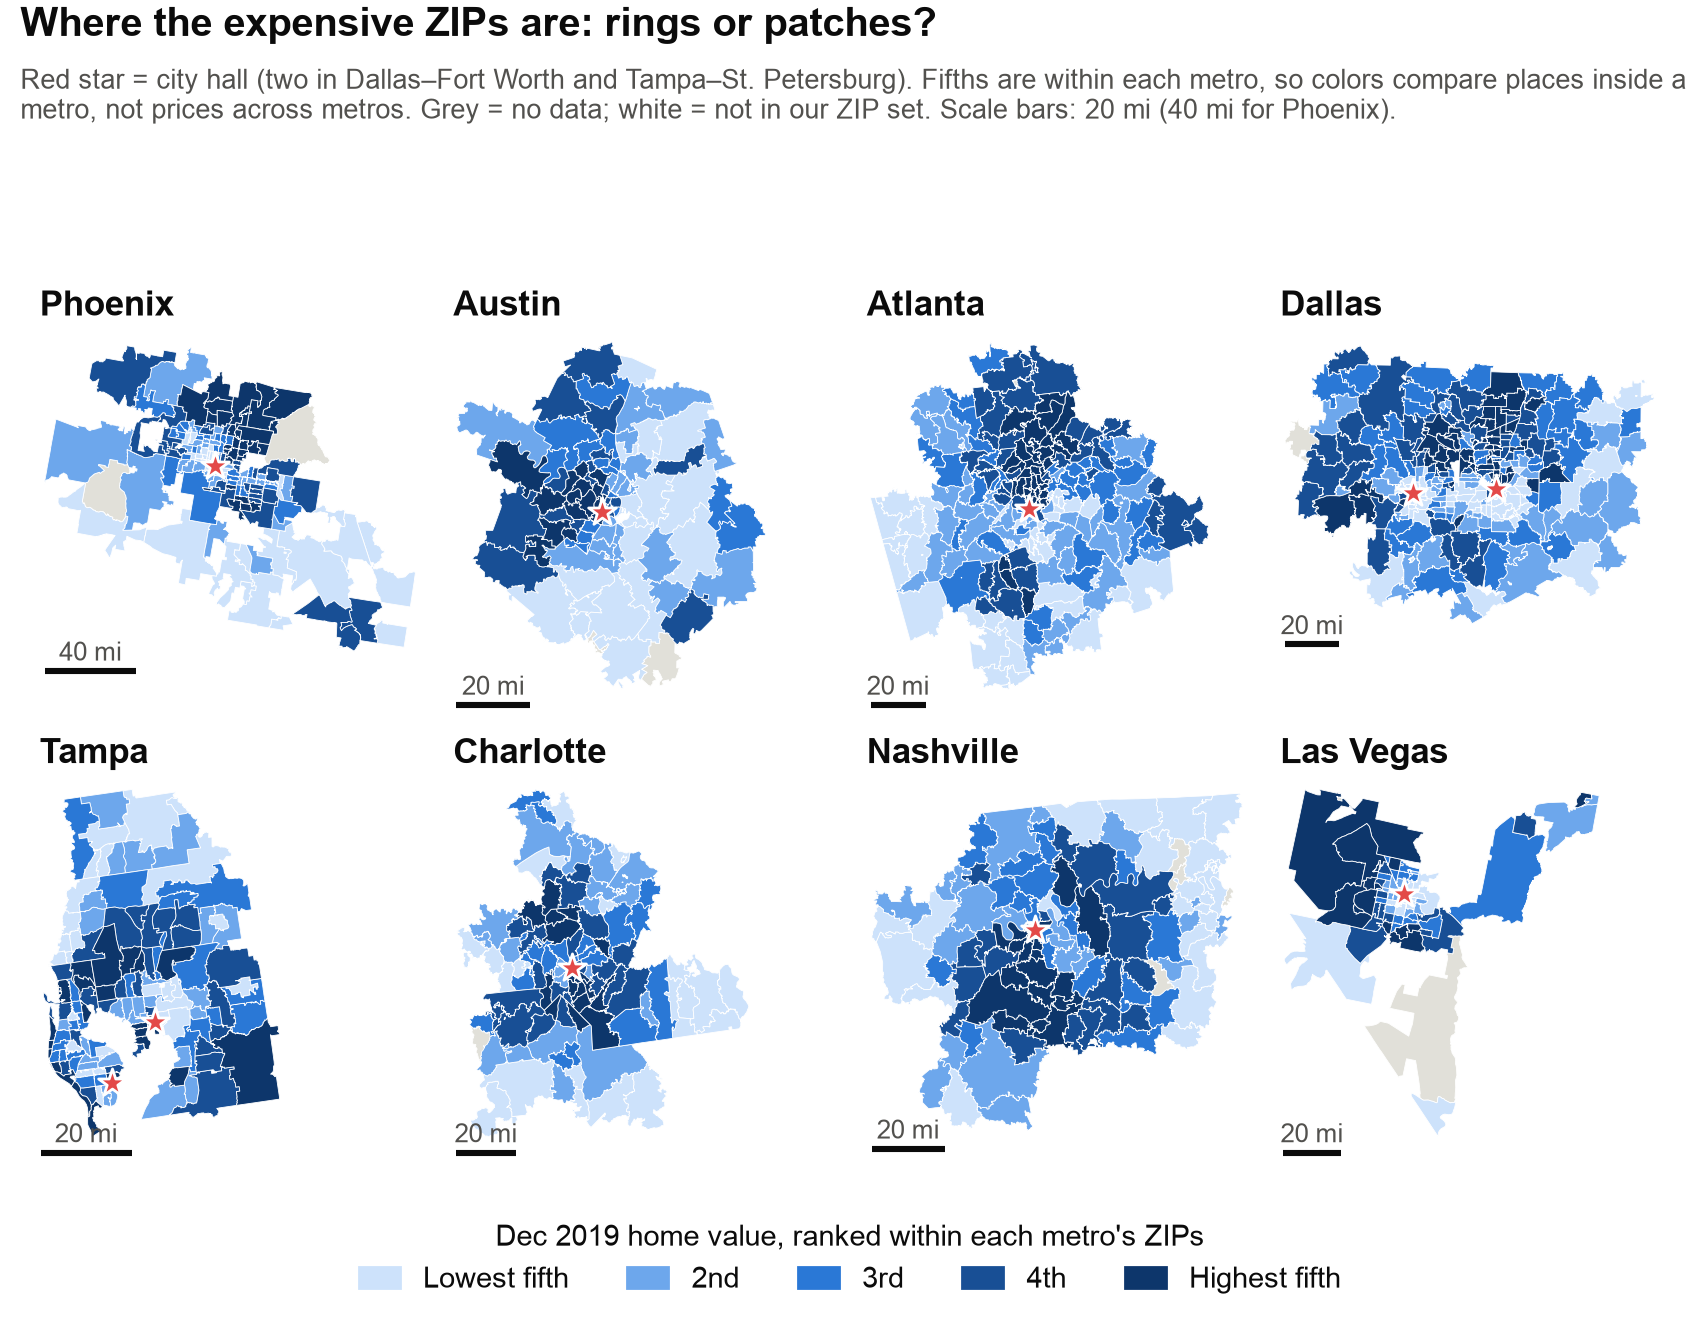 Where the expensive ZIPs are: rings or patches?
Red star = city hall (two in Dallas–Fort Worth and Tampa–St. Petersburg). Fifths are within each metro, so colors compare places inside a
metro, not prices across metros. Grey = no data; white = not in our ZIP set. Scale bars: 20 mi (40 mi for Phoenix).
Phoenix
40 mi
Austin
20 mi
Atlanta
20 mi
Dallas
20 mi
Tampa
20 mi
Charlotte
20 mi
Nashville
20 mi
Las Vegas
20 mi
Dec 2019 home value, ranked within each metro's ZIPs
Lowest fifth
2nd
3rd
4th
Highest fifth